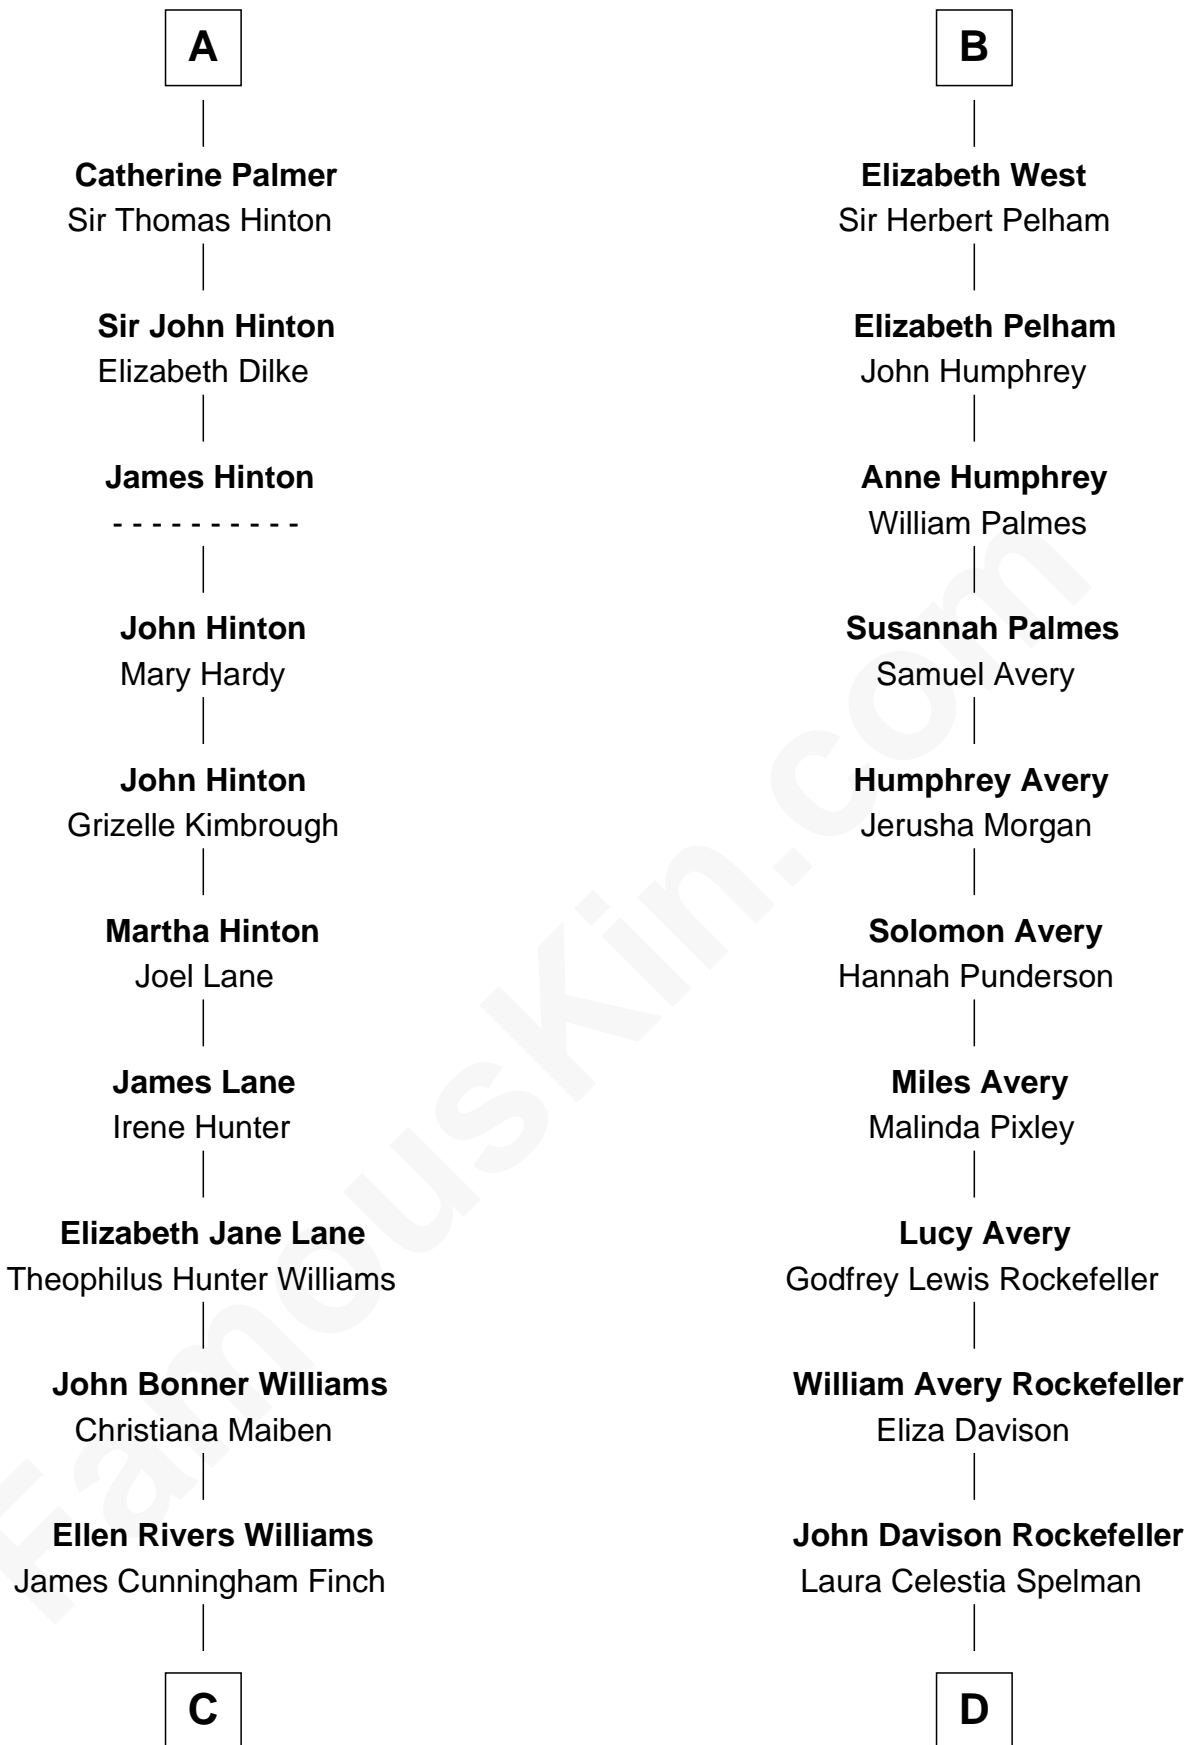 A
Catherine Palmer
Sir Thomas Hinton
Sir John Hinton
Elizabeth Dilke
James Hinton
- - - - - - - - - -
John Hinton
Mary Hardy
John Hinton
Grizelle Kimbrough
Martha Hinton
Joel Lane
James Lane
Irene Hunter
Elizabeth Jane Lane
Theophilus Hunter Williams
John Bonner Williams
Christiana Maiben
Ellen Rivers Williams
James Cunningham Finch
C
B
Elizabeth West
Sir Herbert Pelham
Elizabeth Pelham
John Humphrey
Anne Humphrey
William Palmes
Susannah Palmes
Samuel Avery
Humphrey Avery
Jerusha Morgan
Solomon Avery
Hannah Punderson
Miles Avery
Malinda Pixley
Lucy Avery
Godfrey Lewis Rockefeller
William Avery Rockefeller
Eliza Davison
John Davison Rockefeller
Laura Celestia Spelman
D
FamousKin.com